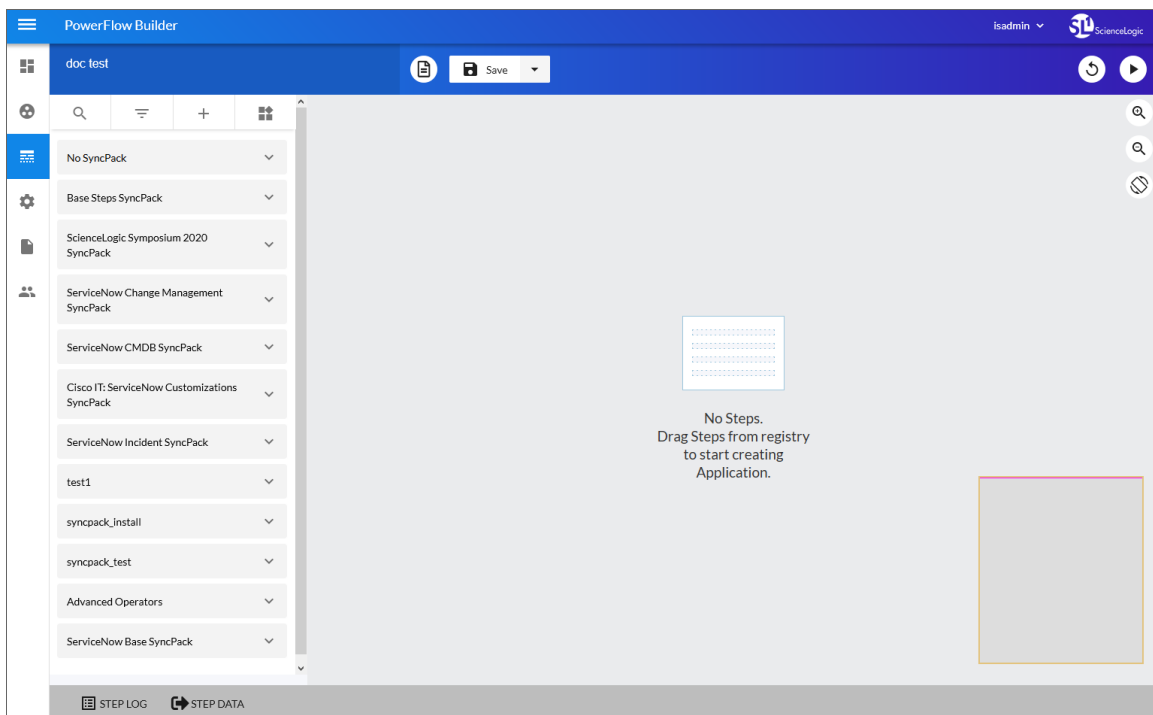 PowerFlow Builder
isadmin
SL1 ScienceLogic
doc test
Save
No SyncPack
Base Steps SyncPack
ScienceLogic Symposium 2020
SyncPack
ServiceNow Change Management
SyncPack
ServiceNow CMDB SyncPack
Cisco IT: ServiceNow Customizations
SyncPack
ServiceNow Incident SyncPack
test1
syncpack_install
syncpack_test
Advanced Operators
ServiceNow Base SyncPack
No Steps.
Drag Steps from registry
to start creating
Application.
STEP LOG
STEP DATA